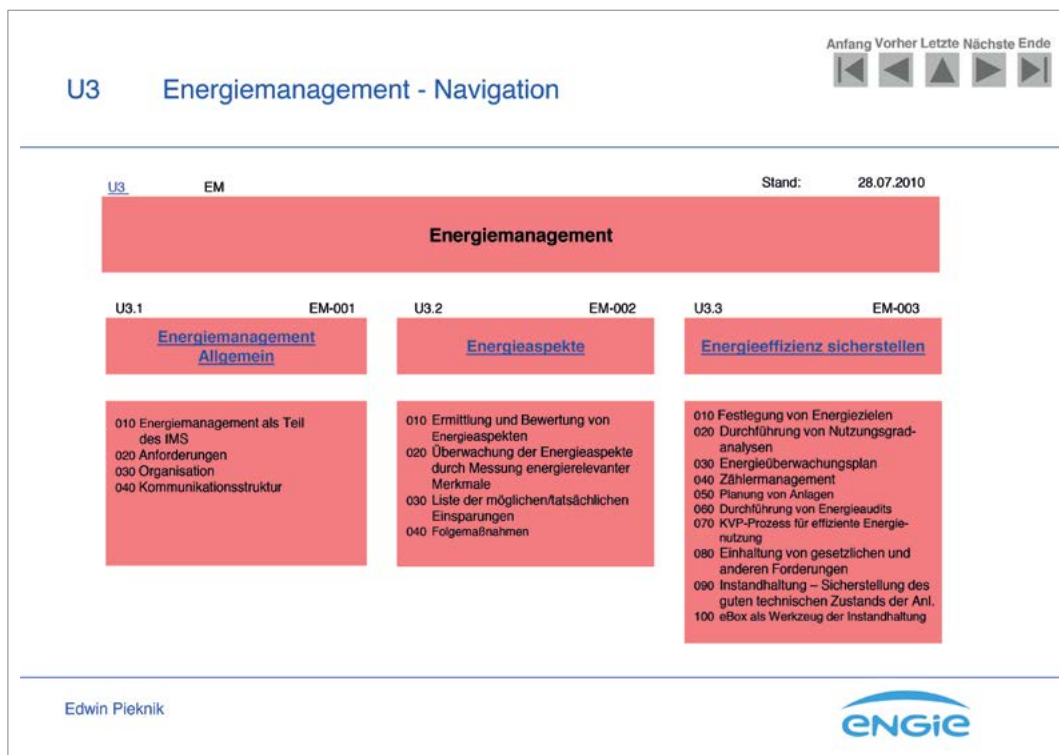 Anfang Vorher Letzte Nächste Ende
U3 Energiemanagement - Navigation
U3 EM Stand: 28.07.2010
Energiemanagement
U3.1 EM-001
Energiemanagement
Allgemein
010 Energiemanagement als Teil
des IMS
020 Anforderungen
030 Organisation
040 Kommunikationsstruktur
U3.2 EM-002
Energieaspekte
010 Ermittlung und Bewertung von
Energieaspekten
020 Überwachung der Energieaspekte
durch Messung energierelevanter
Merkmale
030 Liste der möglichen/tatsächlichen
Einsparungen
040 Folgemaßnahmen
U3.3 EM-003
Energieeffizienz sicherstellen
010 Festlegung von Energiezielen
020 Durchführung von Nutzungsgrad-
analysen
030 Energieüberwachungsplan
040 Zählermanagement
050 Planung von Anlagen
060 Durchführung von Energieaudits
070 KVP-Prozess für effiziente Energie-
nutzung
080 Einhaltung von gesetzlichen und
anderen Forderungen
090 Instandhaltung – Sicherstellung des
guten technischen Zustands der Anl.
100 eBox als Werkzeug der Instandhaltung
Edwin Pieknik
ENGiE